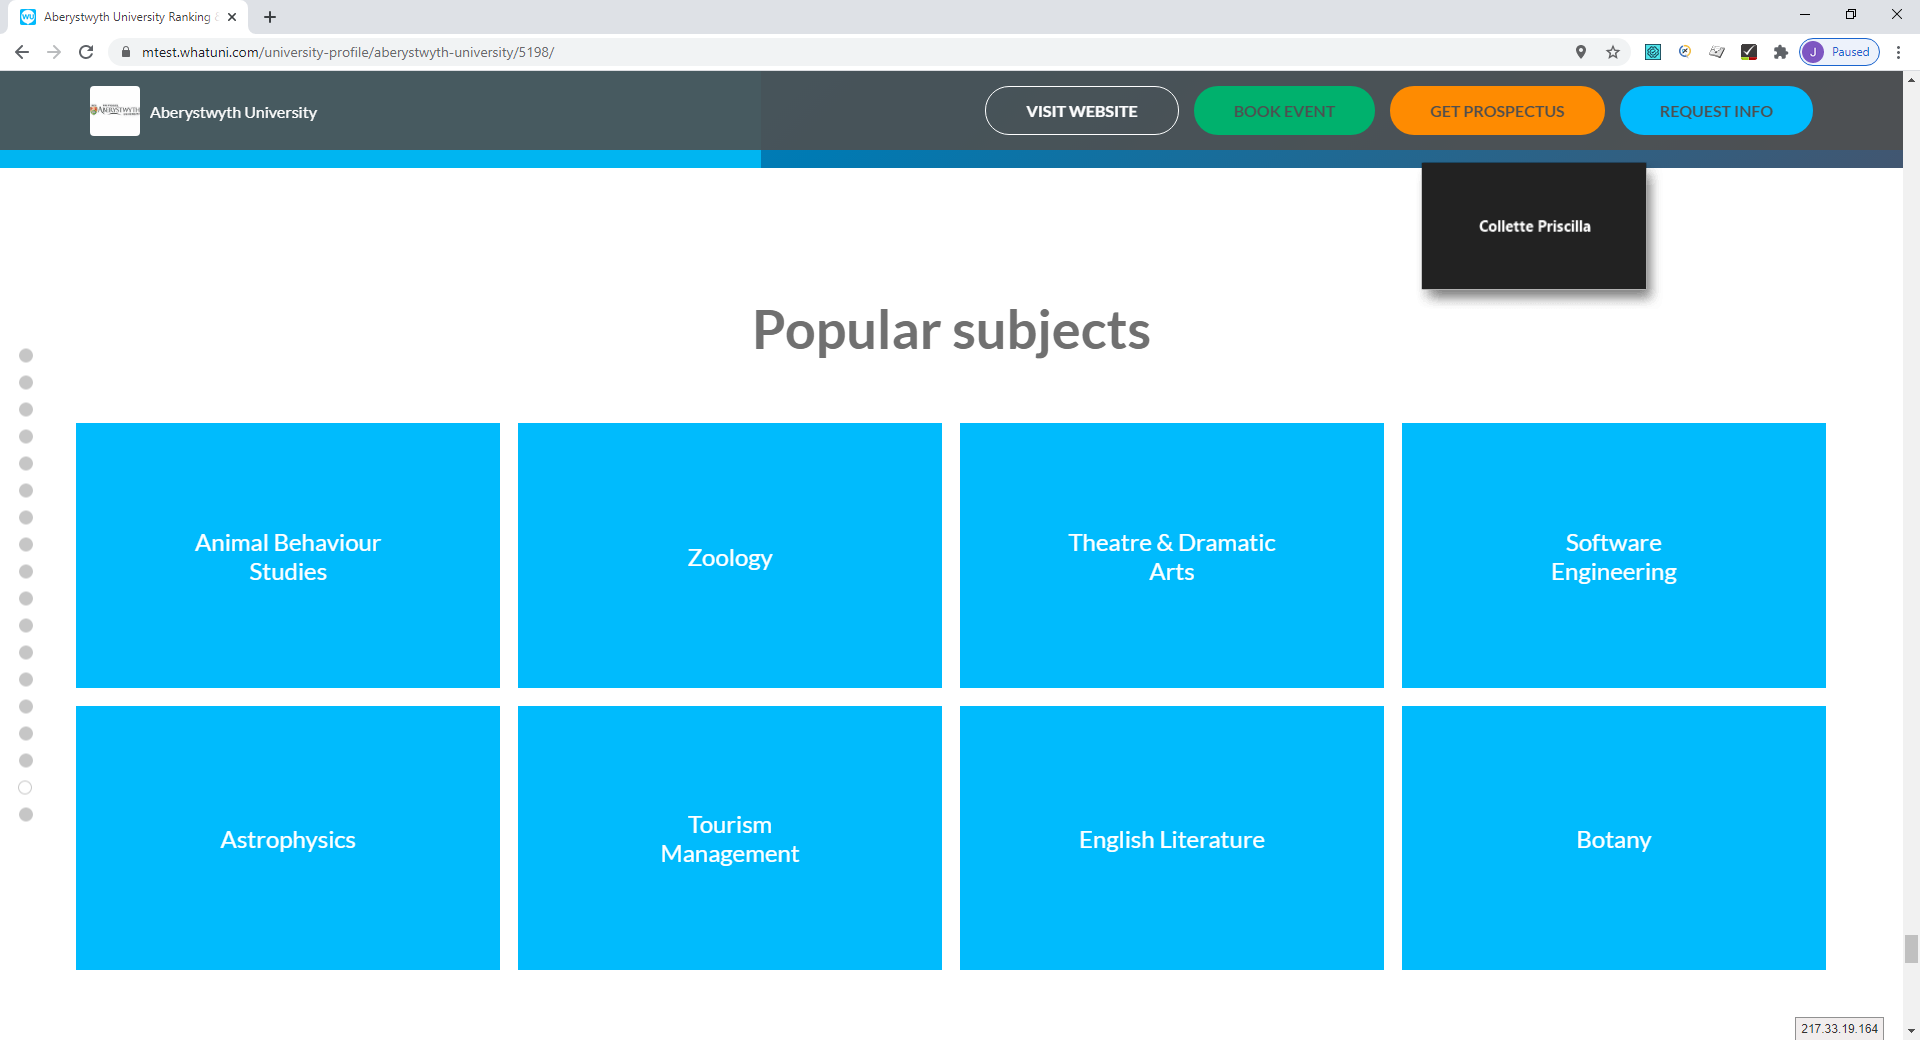 Aberystwyth University Ranking
mtest.whatuni.com/university-profile/aberystwyth-university/5198/
J Paused
ABERYSTWYTH
Aberystwyth University
VISIT WEBSITE
BOOK EVENT
GET PROSPECTUS
REQUEST INFO
Collette Priscilla
Popular subjects
Animal Behaviour
Studies
Zoology
Theatre & Dramatic
Arts
Software
Engineering
Astrophysics
Tourism
Management
English Literature
Botany
217.33.19.164